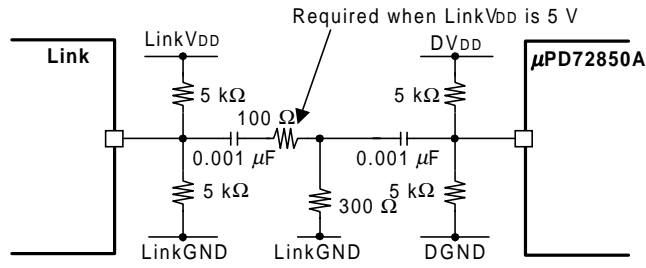 Required when LinkVDD is 5 V
LinkVDD
DVDD
Link
μPD72850A
5 kΩ
5 kΩ
100 Ω
0.001 μF
0.001 μF
5 kΩ
300 Ω
5 kΩ
LinkGND
LinkGND
DGND